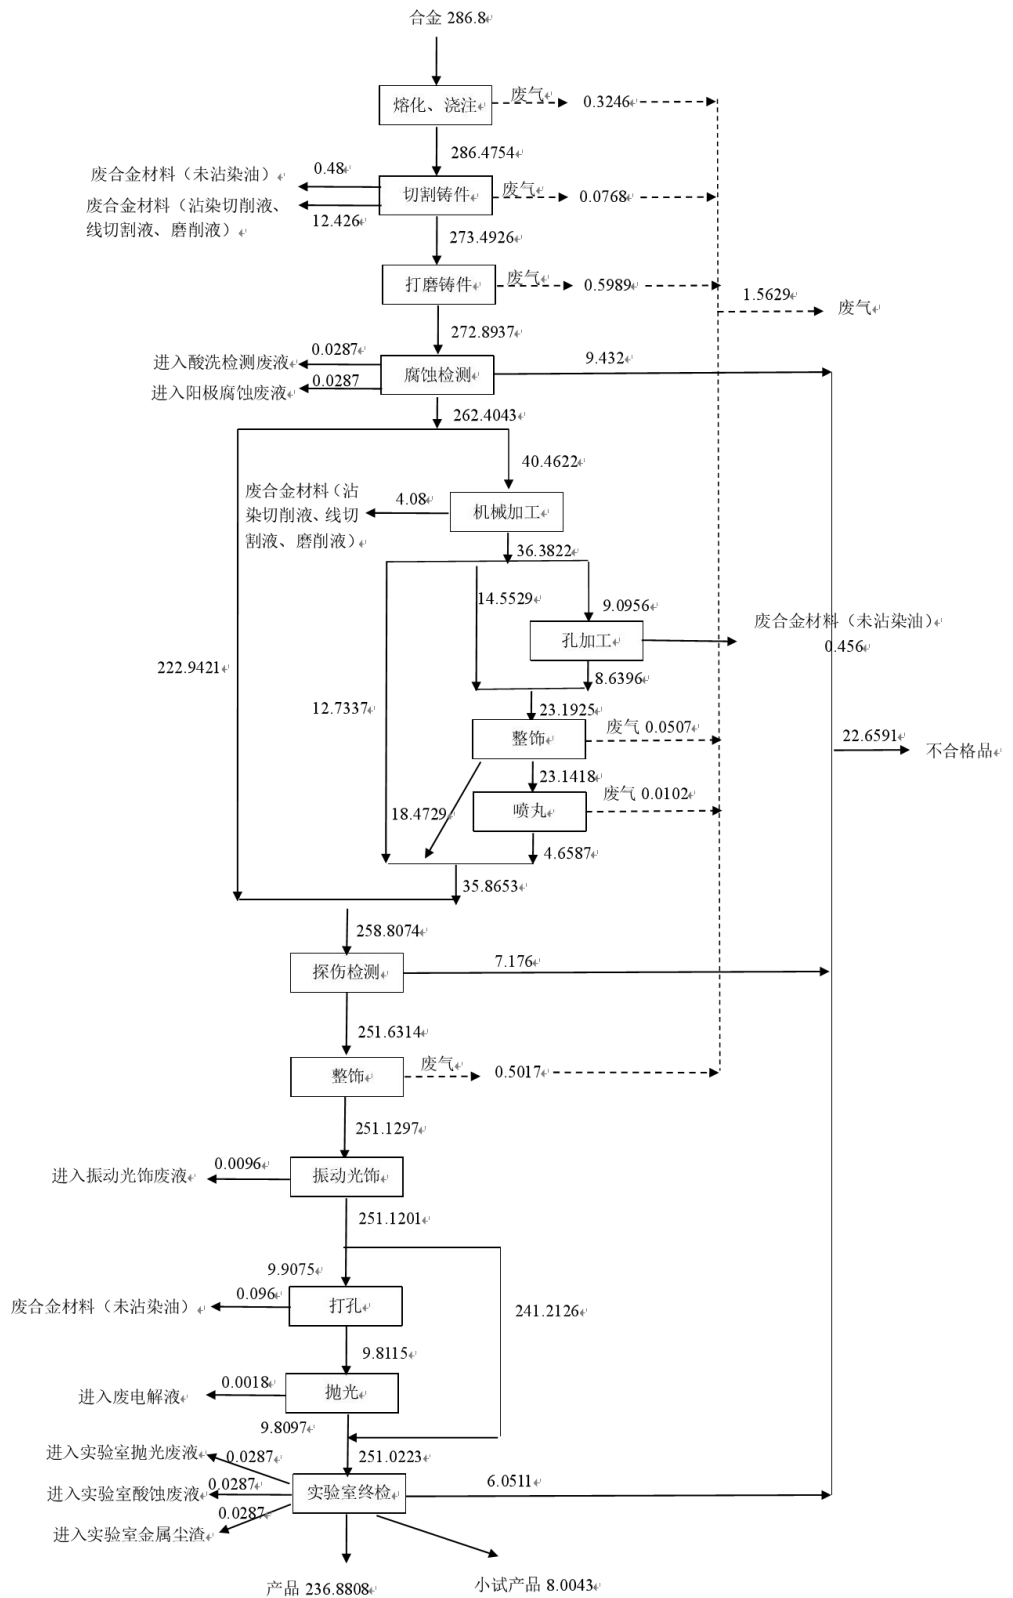 合金 286.8
熔化、浇注
废气
0.3246
286.4754
废合金材料（未沾染油）
0.48
切割铸件
废气
0.0768
废合金材料（沾染切削液、
线切割液、磨削液）
12.426
273.4926
打磨铸件
废气
0.5989
1.5629
废气
272.8937
进入酸洗检测废液
0.0287
腐蚀检测
9.432
进入阳极腐蚀废液
0.0287
262.4043
40.4622
废合金材料（沾
染切削液、线切
割液、磨削液）
4.08
机械加工
36.3822
14.5529
9.0956
孔加工
废合金材料（未沾染油）
0.456
222.9421
8.6396
12.7337
23.1925
整饰
废气 0.0507
22.6591
不合格品
23.1418
废气 0.0102
喷丸
18.4729
4.6587
35.8653
258.8074
探伤检测
7.176
251.6314
整饰
废气
0.5017
251.1297
进入振动光饰废液
0.0096
振动光饰
251.1201
9.9075
废合金材料（未沾染油）
0.096
打孔
241.2126
9.8115
进入废电解液
0.0018
抛光
9.8097
进入实验室抛光废液
0.0287
251.0223
进入实验室酸蚀废液
0.0287
实验室终检
6.0511
进入实验室金属尘渣
0.0287
产品 236.8808
小试产品 8.0043